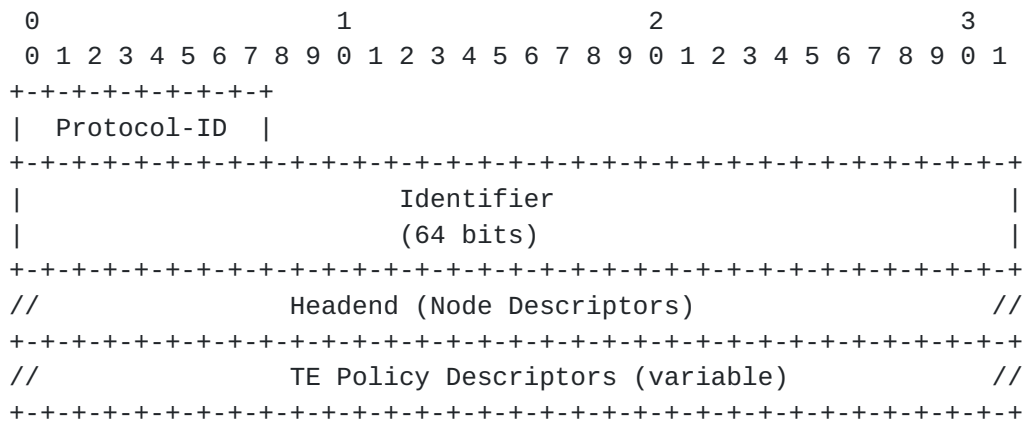 0                   1                   2                   3
 0 1 2 3 4 5 6 7 8 9 0 1 2 3 4 5 6 7 8 9 0 1 2 3 4 5 6 7 8 9 0 1
+-+-+-+-+-+-+-+-+
|  Protocol-ID  |
+-+-+-+-+-+-+-+-+-+-+-+-+-+-+-+-+-+-+-+-+-+-+-+-+-+-+-+-+-+-+-+-+
|                        Identifier                             |
|                        (64 bits)                              |
+-+-+-+-+-+-+-+-+-+-+-+-+-+-+-+-+-+-+-+-+-+-+-+-+-+-+-+-+-+-+-+-+
//                Headend (Node Descriptors)                   //
+-+-+-+-+-+-+-+-+-+-+-+-+-+-+-+-+-+-+-+-+-+-+-+-+-+-+-+-+-+-+-+-+
//                TE Policy Descriptors (variable)             //
+-+-+-+-+-+-+-+-+-+-+-+-+-+-+-+-+-+-+-+-+-+-+-+-+-+-+-+-+-+-+-+-+